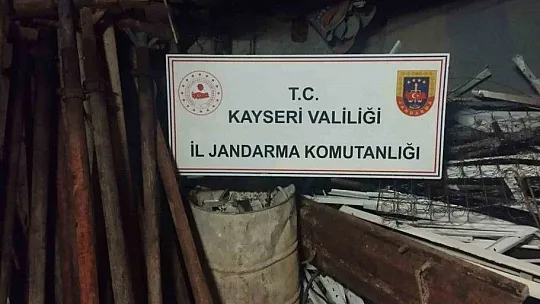 T.C.
KAYSERİ VALİLİĞİ
İL JANDARMA KOMUTANLIĞI